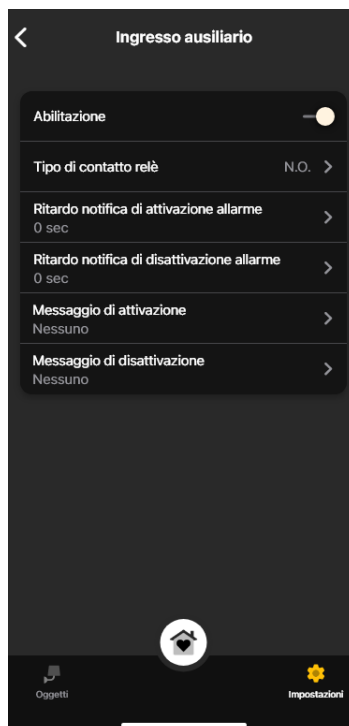 Ingresso ausiliario
Abilitazione
Tipo di contatto relè N.O.
Ritardo notifica di attivazione allarme
0 sec
Ritardo notifica di disattivazione allarme
0 sec
Messaggio di attivazione
Nessuno
Messaggio di disattivazione
Nessuno
Oggetti
Impostazioni